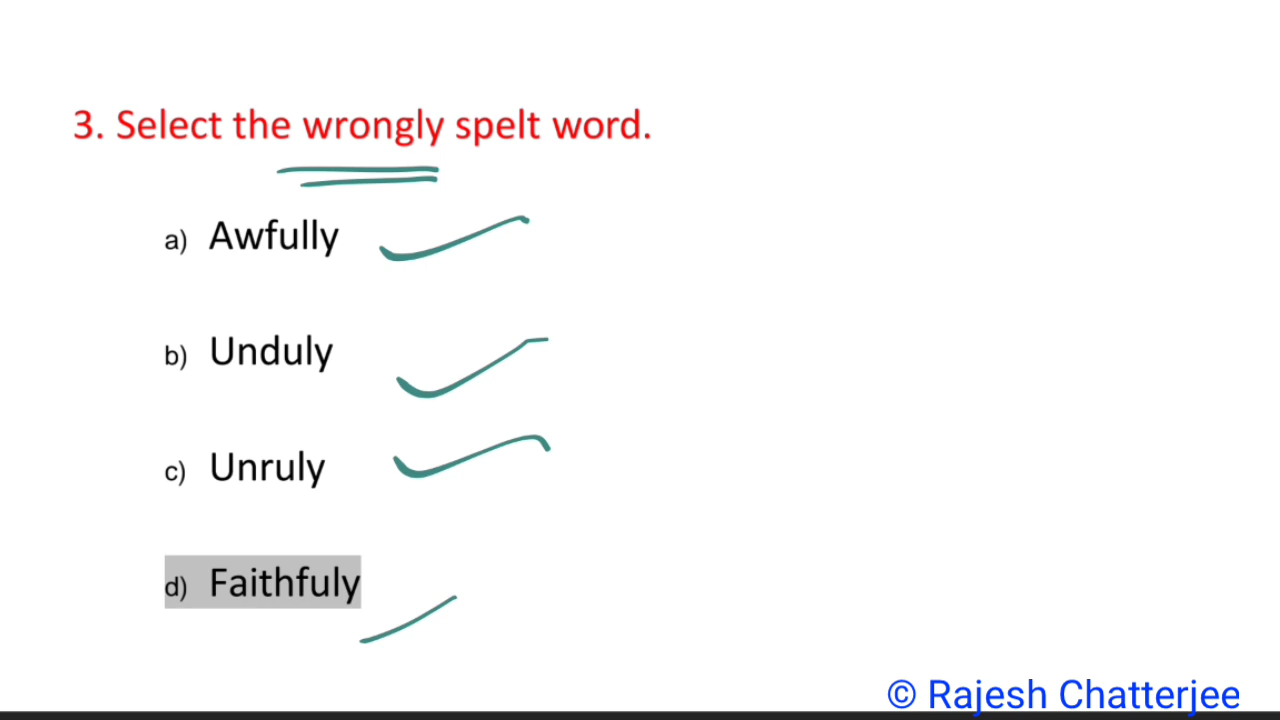 3. Select the wrongly spelt word.
a) Awfully
b) Unduly
c) Unruly
d) Faithfuly
© Rajesh Chatterjee